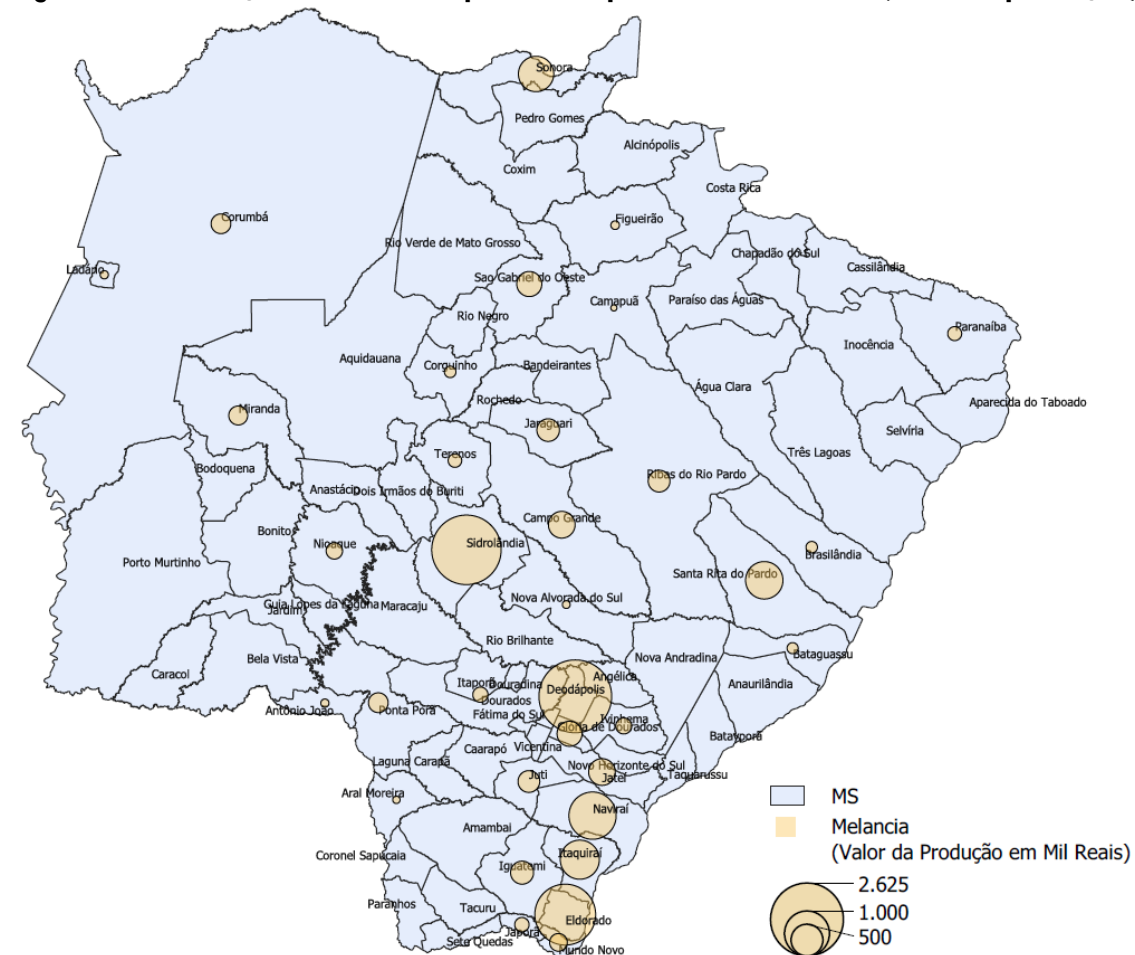 Sonora
Pedro Gomes
Alcinópolis
Coxim
Costa Rica
Corumbá
Figueirão
Rio Verde de Mato Grosso
Chapadão do Sul
Cassilândia
Ladário
Sao Gabriel do Oeste
Camapuã
Paraíso das Águas
Rio Negro
Paranaíba
Inocência
Aquidauana
Corguinho
Bandeirantes
Água Clara
Rochedo
Aparecida do Taboado
Miranda
Jaraguari
Selvíria
Terenos
Três Lagoas
Bodoquena
Ribas do Rio Pardo
Anastácio
Dois Irmãos do Buriti
Campo Grande
Bonito
Nioaque
Sidrolândia
Brasilândia
Porto Murtinho
Santa Rita do Pardo
Nova Alvorada do Sul
Guia Lopes da Laguna
Maracaju
Jardim
Rio Brilhante
Bela Vista
Nova Andradina
Bataguassu
Caracol
Angélica
Itaporã
Douradina
Deodápolis
Anaurilândia
Dourados
Antônio João
Ponta Porã
Fátima do Sul
Ivinhema
Glória de Dourados
Batayporã
Vicentina
Caarapó
Laguna Carapã
Novo Horizonte do Sul
Taquarussu
Juti
Jateí
Aral Moreira
MS
Naviraí
Amambai
Melancia
(Valor da Produção em Mil Reais)
Coronel Sapucaia
Itaquiraí
Iguatemi
2.625
Paranhos
Tacuru
1.000
Eldorado
500
Japorã
Sete Quedas
Mundo Novo